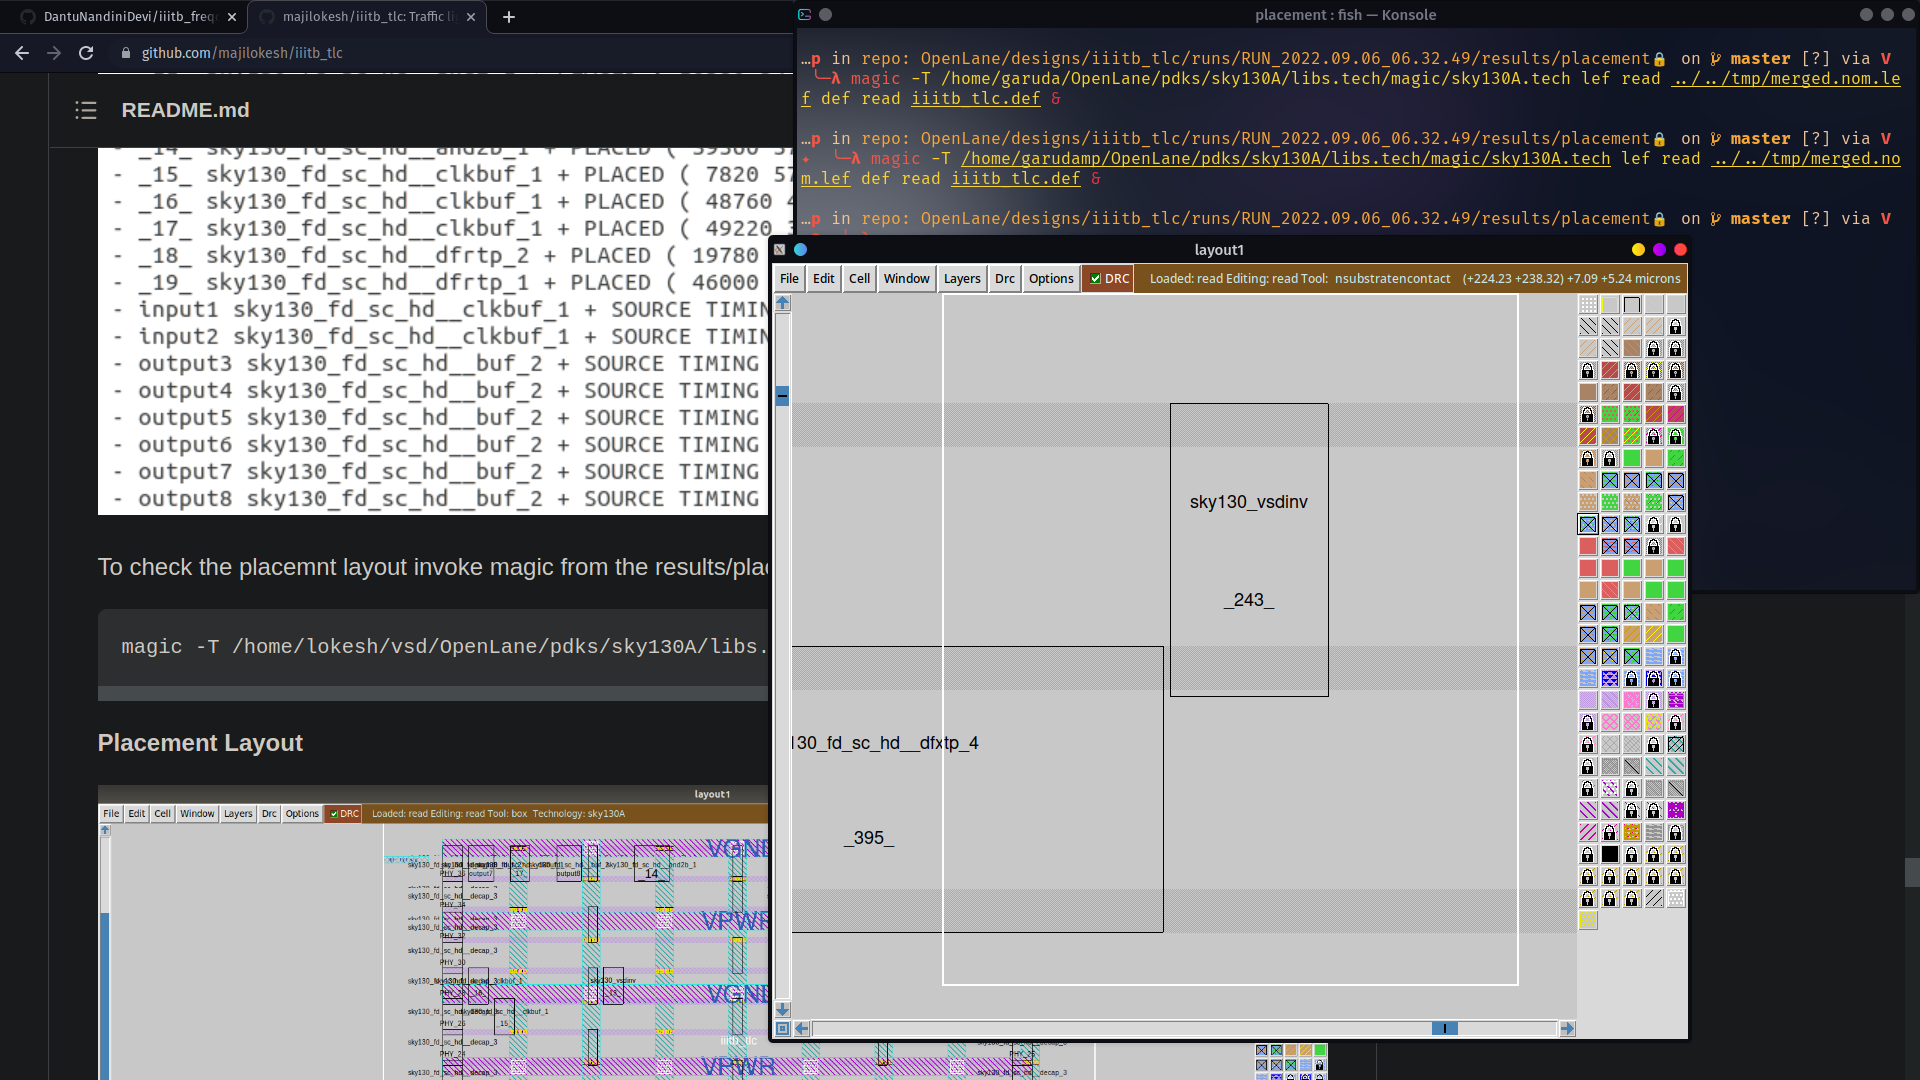 DantuNandiniDevi/iiitb_freq
majilokesh/iiitb_tlc: Traffic li
github.com/majilokesh/iiitb_tlc
README.md
- _15_ sky130_fd_sc_hd__clkbuf_1 + PLACED ( 7820 57
- _16_ sky130_fd_sc_hd__clkbuf_1 + PLACED ( 48760 4
- _17_ sky130_fd_sc_hd__clkbuf_1 + PLACED ( 49220
- _18_ sky130_fd_sc_hd__dfrtp_2 + PLACED ( 19780
- _19_ sky130_fd_sc_hd__dfrtp_1 + PLACED ( 46000
- input1 sky130_fd_sc_hd__clkbuf_1 + SOURCE TIMIN
- input2 sky130_fd_sc_hd__clkbuf_1 + SOURCE TIMIN
- output3 sky130_fd_sc_hd__buf_2 + SOURCE TIMING
- output4 sky130_fd_sc_hd__buf_2 + SOURCE TIMING
- output5 sky130_fd_sc_hd__buf_2 + SOURCE TIMING
- output6 sky130_fd_sc_hd__buf_2 + SOURCE TIMING
- output7 sky130_fd_sc_hd__buf_2 + SOURCE TIMING
- output8 sky130_fd_sc_hd__buf_2 + SOURCE TIMING
To check the placemnt layout invoke magic from the results/plac
magic -T /home/lokesh/vsd/OpenLane/pdks/sky130A/libs.
Placement Layout
layout1
File Edit Cell Window Layers Drc Options DRC Loaded: read Editing: read Tool: box Technology: sky130A
VGND
VPWR
VGND
VPWR
iiitb_tlc
placement : fish — Konsole
…p in repo: OpenLane/designs/iiitb_tlc/runs/RUN_2022.09.06_06.32.49/results/placement on master [?] via V
╰─λ magic -T /home/garuda/OpenLane/pdks/sky130A/libs.tech/magic/sky130A.tech lef read ../../tmp/merged.nom.le
f def read iiitb_tlc.def &
…p in repo: OpenLane/designs/iiitb_tlc/runs/RUN_2022.09.06_06.32.49/results/placement on master [?] via V
✦ ╰─λ magic -T /home/garudamp/OpenLane/pdks/sky130A/libs.tech/magic/sky130A.tech lef read ../../tmp/merged.no
m.lef def read iiitb_tlc.def &
…p in repo: OpenLane/designs/iiitb_tlc/runs/RUN_2022.09.06_06.32.49/results/placement on master [?] via V
layout1
File Edit Cell Window Layers Drc Options DRC Loaded: read Editing: read Tool: nsubstratencontact (+224.23 +238.32) +7.09 +5.24 microns
sky130_vsdinv
_243_
130_fd_sc_hd__dfxtp_4
_395_